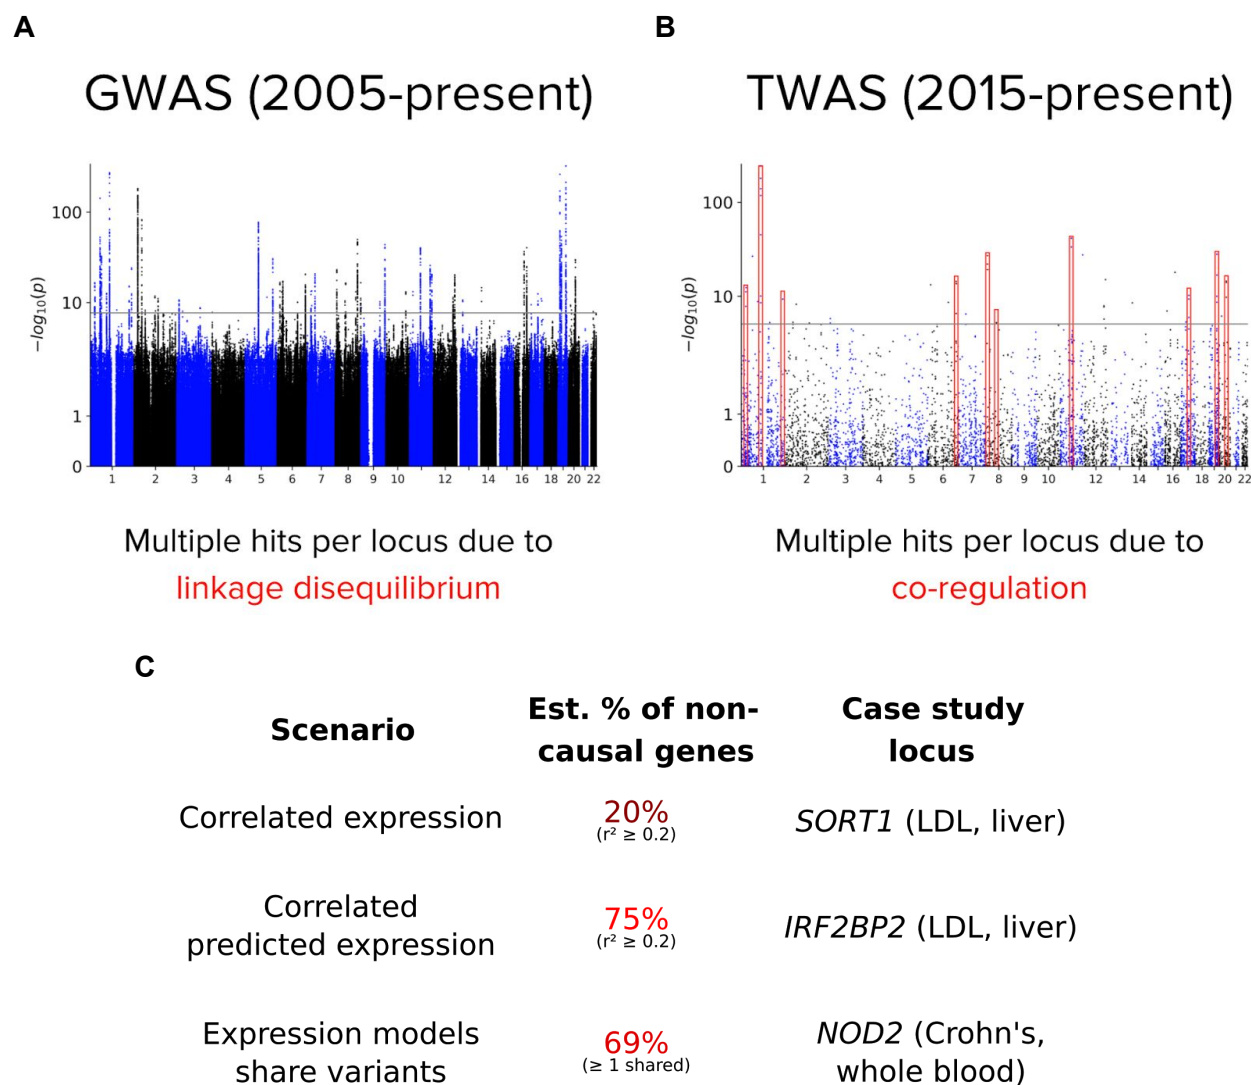 A
GWAS (2005-present)
−log10(p)
100
10
1
0
1 2 3 4 5 6 7 8 9 10 12 14 16 18 20 22
Multiple hits per locus due to
linkage disequilibrium
B
TWAS (2015-present)
−log10(p)
100
10
1
0
1 2 3 4 5 6 7 8 9 10 12 14 16 18 20 22
Multiple hits per locus due to
co-regulation
C
Scenario
Est. % of non-
causal genes
Case study
locus
Correlated expression
20%
(r² ≥ 0.2)
SORT1 (LDL, liver)
Correlated
predicted expression
75%
(r² ≥ 0.2)
IRF2BP2 (LDL, liver)
Expression models
share variants
69%
(≥ 1 shared)
NOD2 (Crohn's,
whole blood)